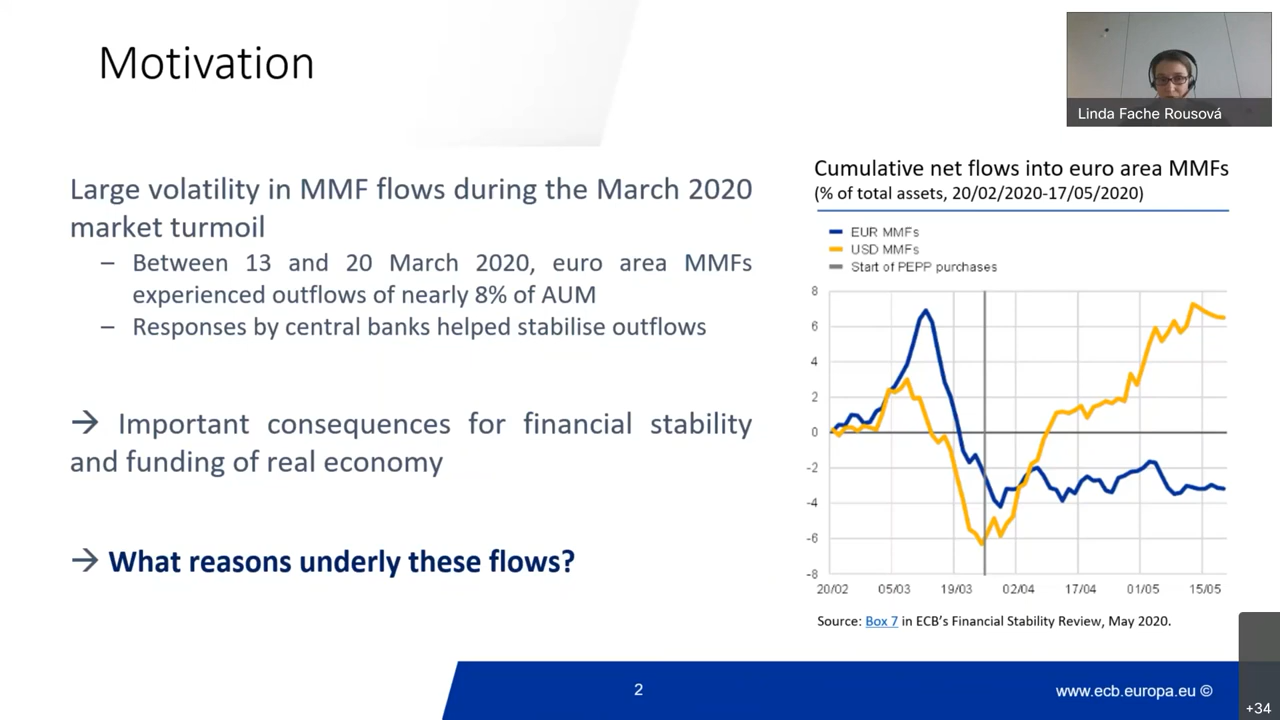 Motivation
Linda Fache Rousová
Large volatility in MMF flows during the March 2020
market turmoil
– Between 13 and 20 March 2020, euro area MMFs
experienced outflows of nearly 8% of AUM
– Responses by central banks helped stabilise outflows
→ Important consequences for financial stability
and funding of real economy
→ What reasons underly these flows?
Cumulative net flows into euro area MMFs
(% of total assets, 20/02/2020-17/05/2020)
EUR MMFs
USD MMFs
Start of PEPP purchases
8
6
4
2
0
-2
-4
-6
-8
20/02 05/03 19/03 02/04 17/04 01/05 15/05
Source: Box 7 in ECB's Financial Stability Review, May 2020.
2
www.ecb.europa.eu ©
+34